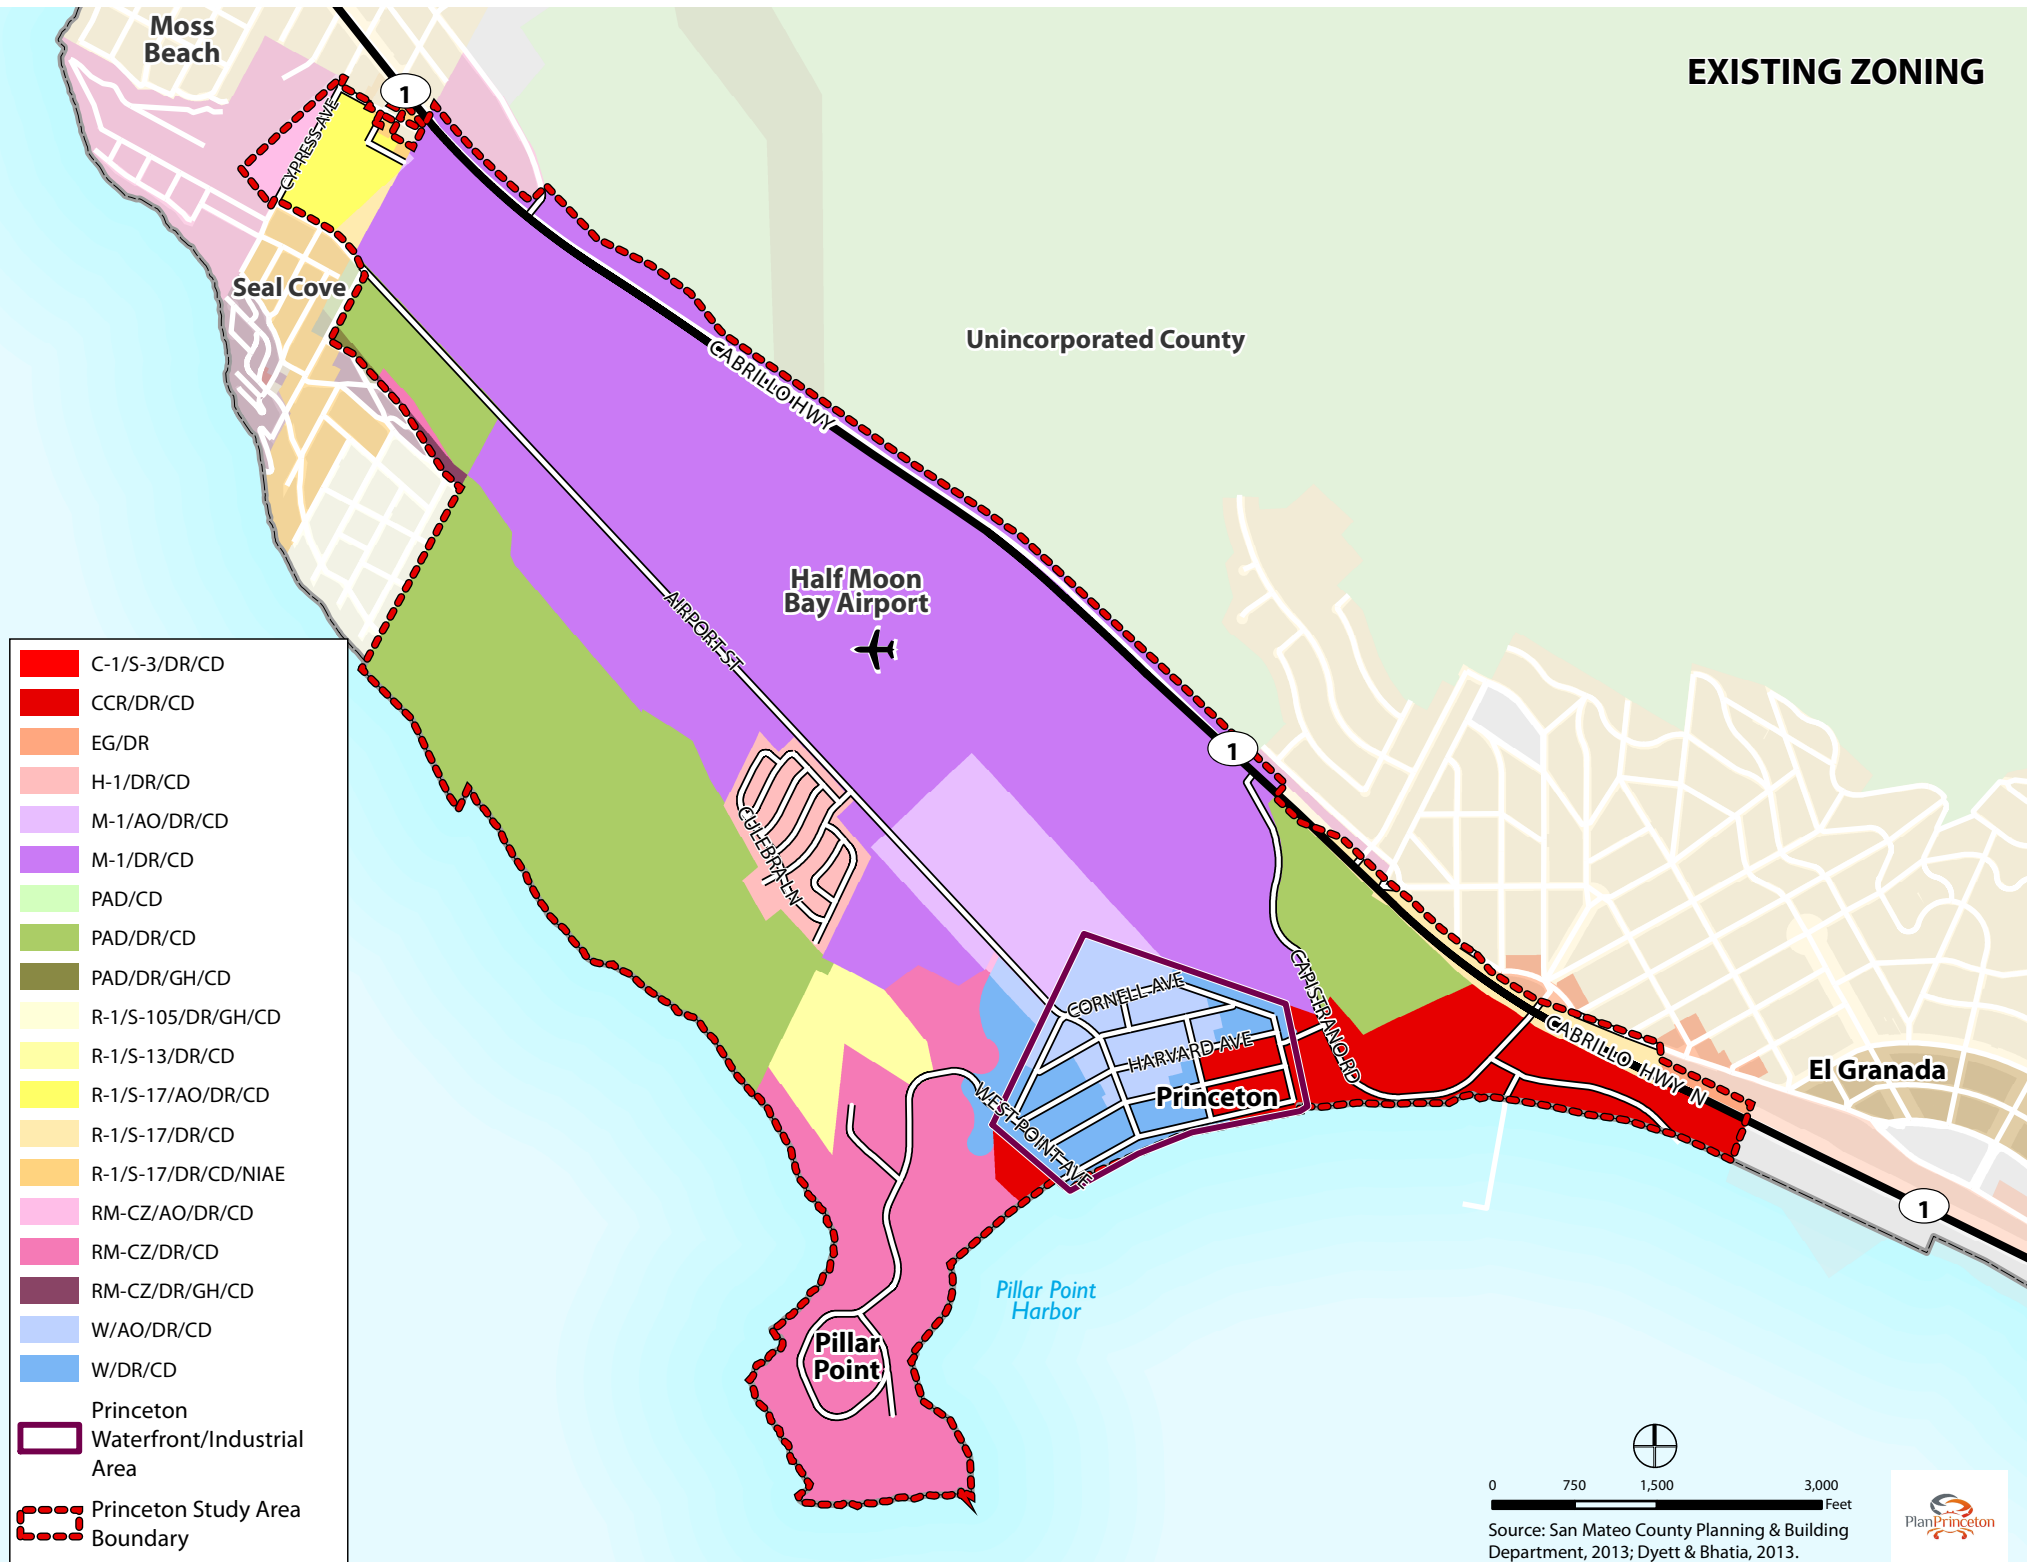 EXISTING ZONING
Moss
Beach
1
CYPRESS AVE
Seal Cove
Unincorporated County
CABRILLO HWY
Half Moon
Bay Airport
AIRPORT ST
1
CULEBRA LN
CAPISTRANO RD
CORNELL AVE
HARVARD AVE
Princeton
WEST POINT AVE
CABRILLO HWY N
El Granada
1
Pillar Point
Harbor
Pillar
Point
C-1/S-3/DR/CD
CCR/DR/CD
EG/DR
H-1/DR/CD
M-1/AO/DR/CD
M-1/DR/CD
PAD/CD
PAD/DR/CD
PAD/DR/GH/CD
R-1/S-105/DR/GH/CD
R-1/S-13/DR/CD
R-1/S-17/AO/DR/CD
R-1/S-17/DR/CD
R-1/S-17/DR/CD/NIAE
RM-CZ/AO/DR/CD
RM-CZ/DR/CD
RM-CZ/DR/GH/CD
W/AO/DR/CD
W/DR/CD
Princeton
Waterfront/Industrial
Area
Princeton Study Area
Boundary
0 750 1,500 3,000
Feet
Source: San Mateo County Planning & Building
Department, 2013; Dyett & Bhatia, 2013.
PlanPrinceton